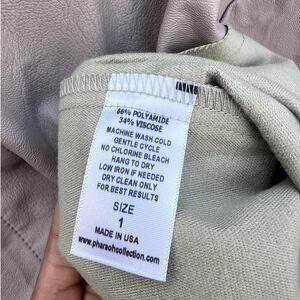 66% POLYAMIDE
34% VISCOSE
MACHINE WASH COLD
GENTLE CYCLE
NO CHLORINE BLEACH
HANG TO DRY
LOW IRON IF NEEDED
DRY CLEAN ONLY
FOR BEST RESULTS
SIZE
1
MADE IN USA
www.pharaohcollection.com